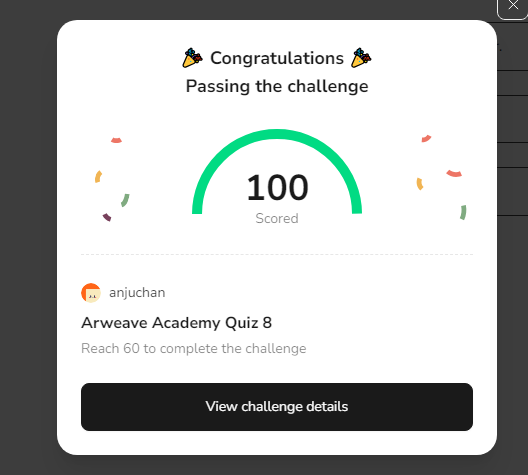 🎉 Congratulations 🎉
Passing the challenge
100
Scored
anjuchan
Arweave Academy Quiz 8
Reach 60 to complete the challenge
View challenge details